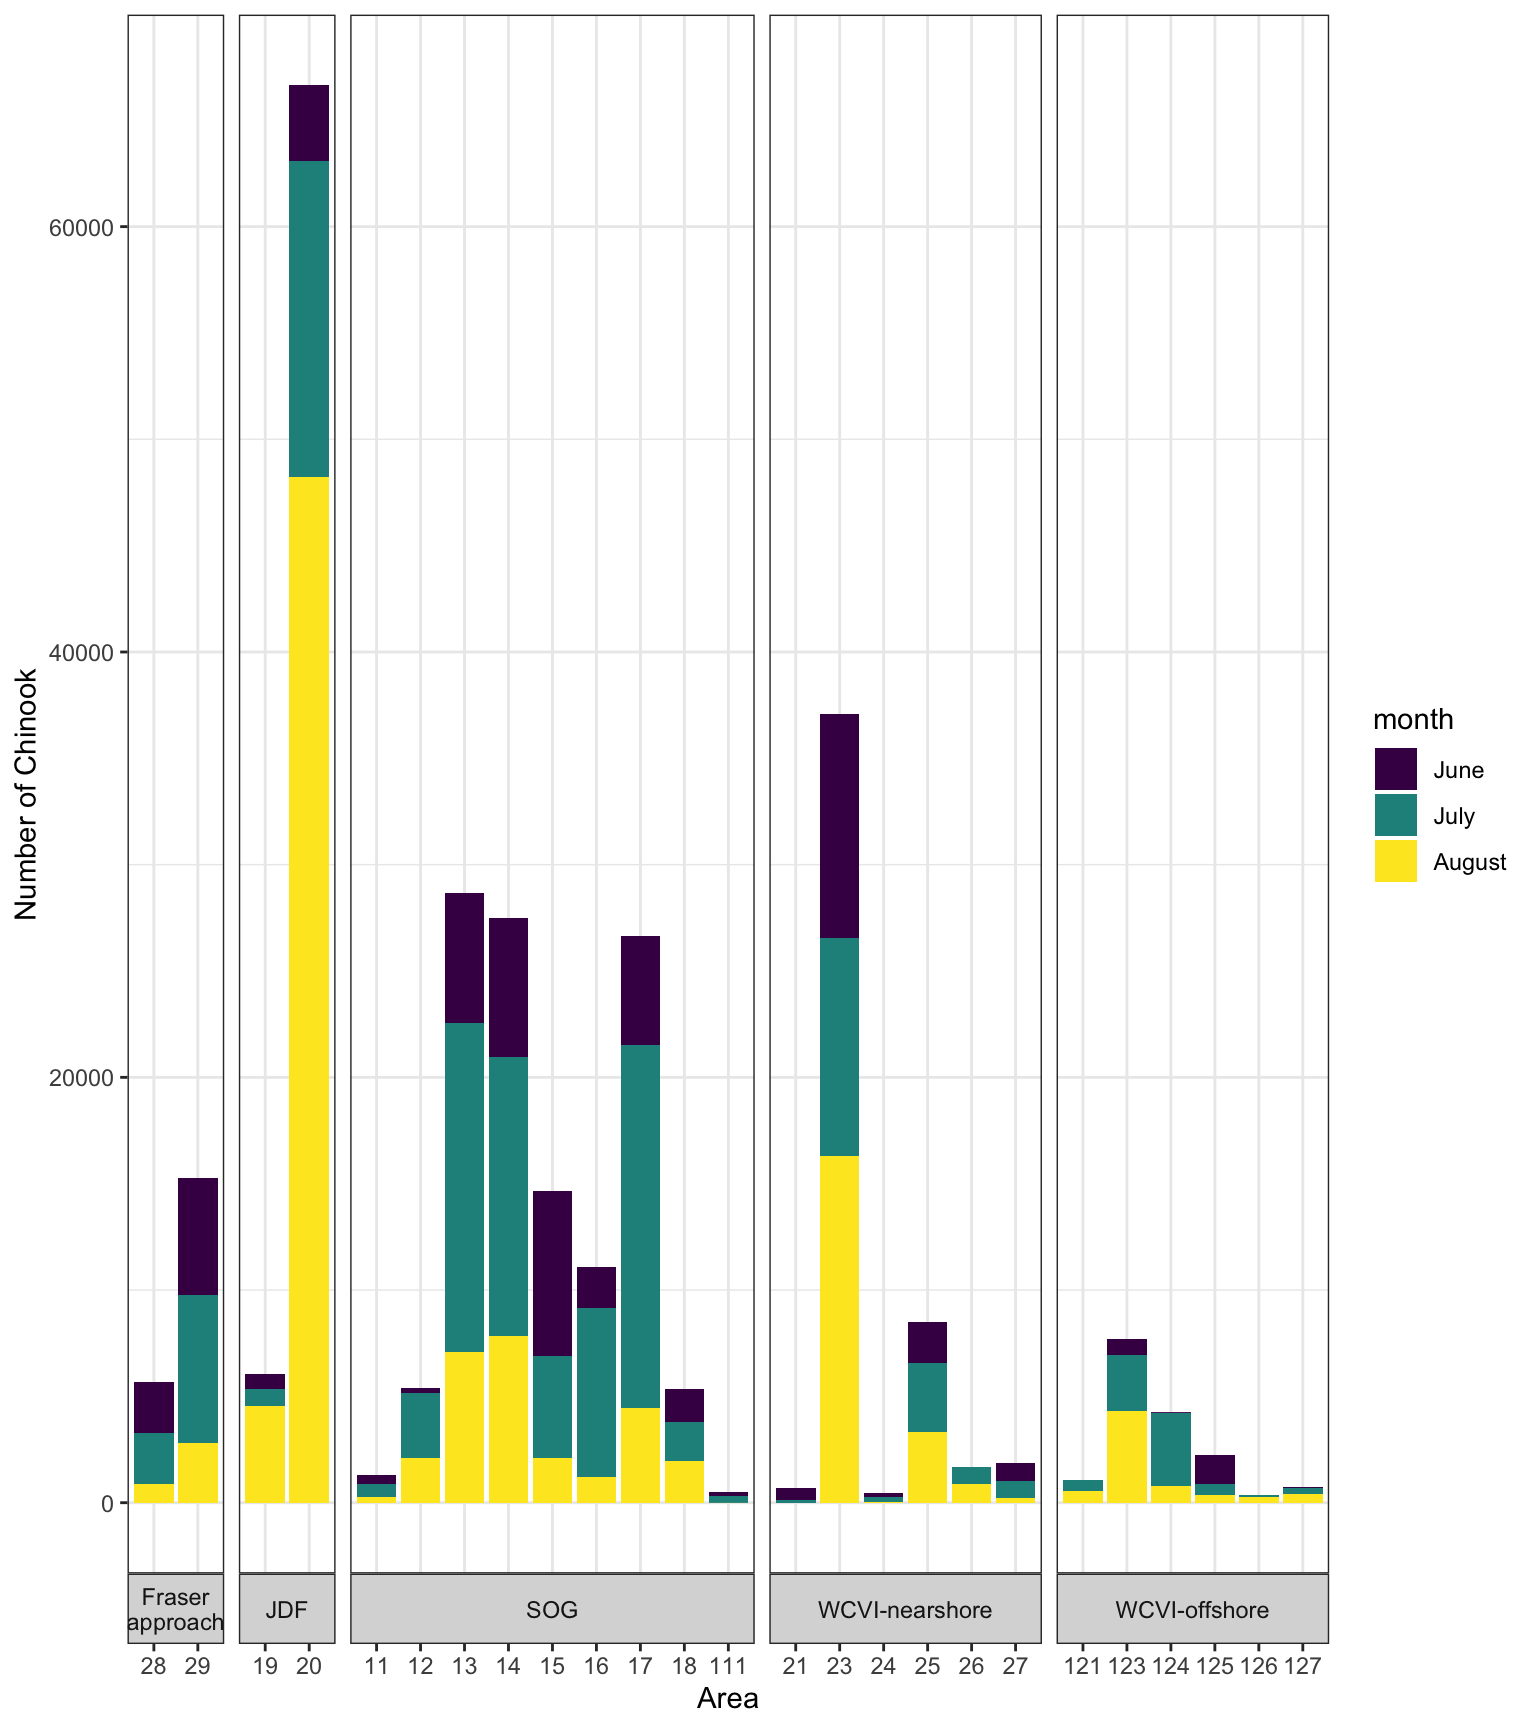 60000
40000
20000
0
Number of Chinook
Fraser
approach
JDF
SOG
WCVI-nearshore
WCVI-offshore
28 29 19 20 11 12 13 14 15 16 17 18 111 21 23 24 25 26 27 121 123 124 125 126 127
Area
month
June
July
August